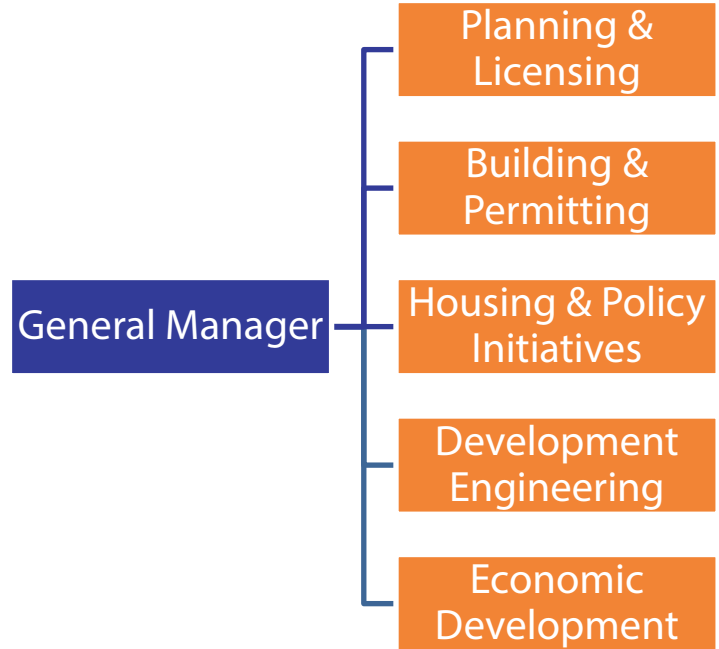 Planning &
Licensing
Building &
Permitting
General Manager
Housing & Policy
Initiatives
Development
Engineering
Economic
Development